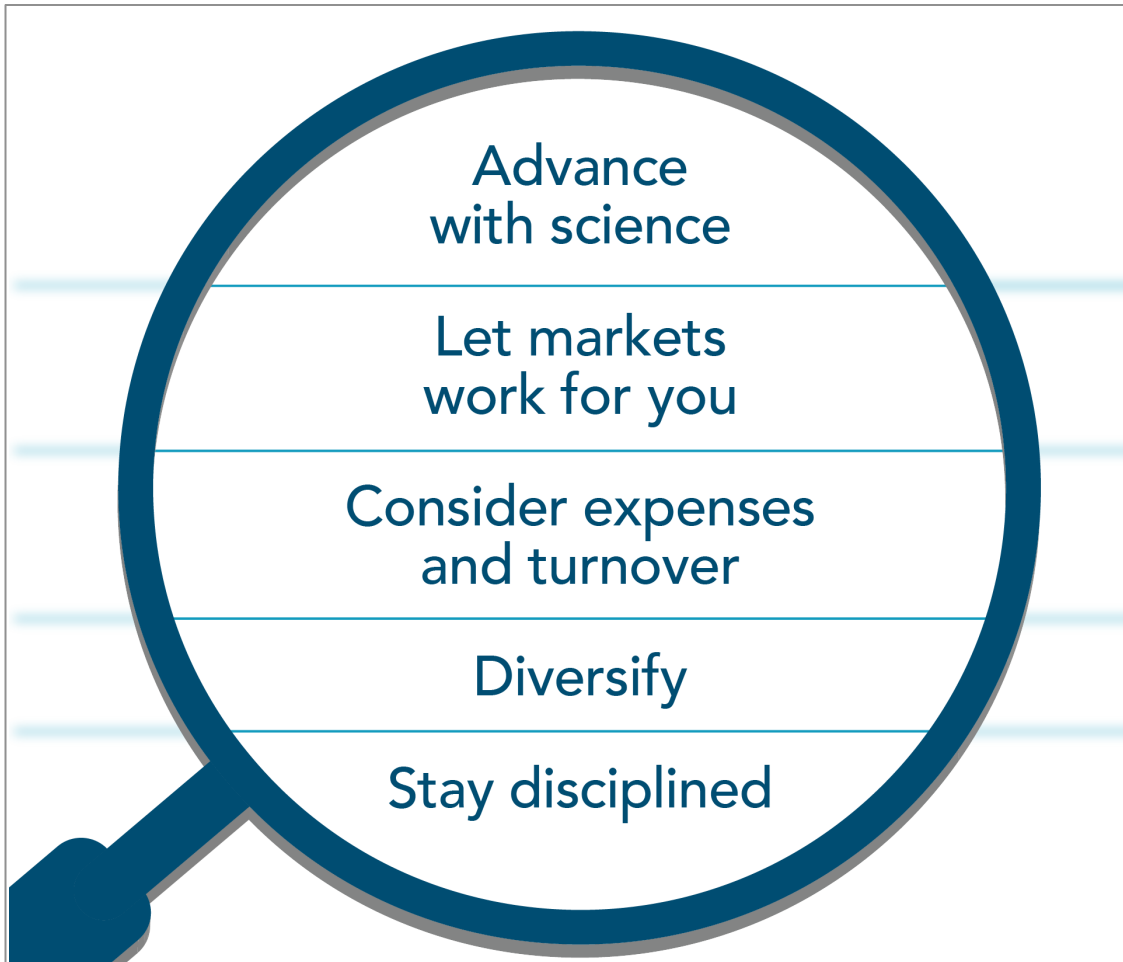 Advance
with science
Let markets
work for you
Consider expenses
and turnover
Diversify
Stay disciplined